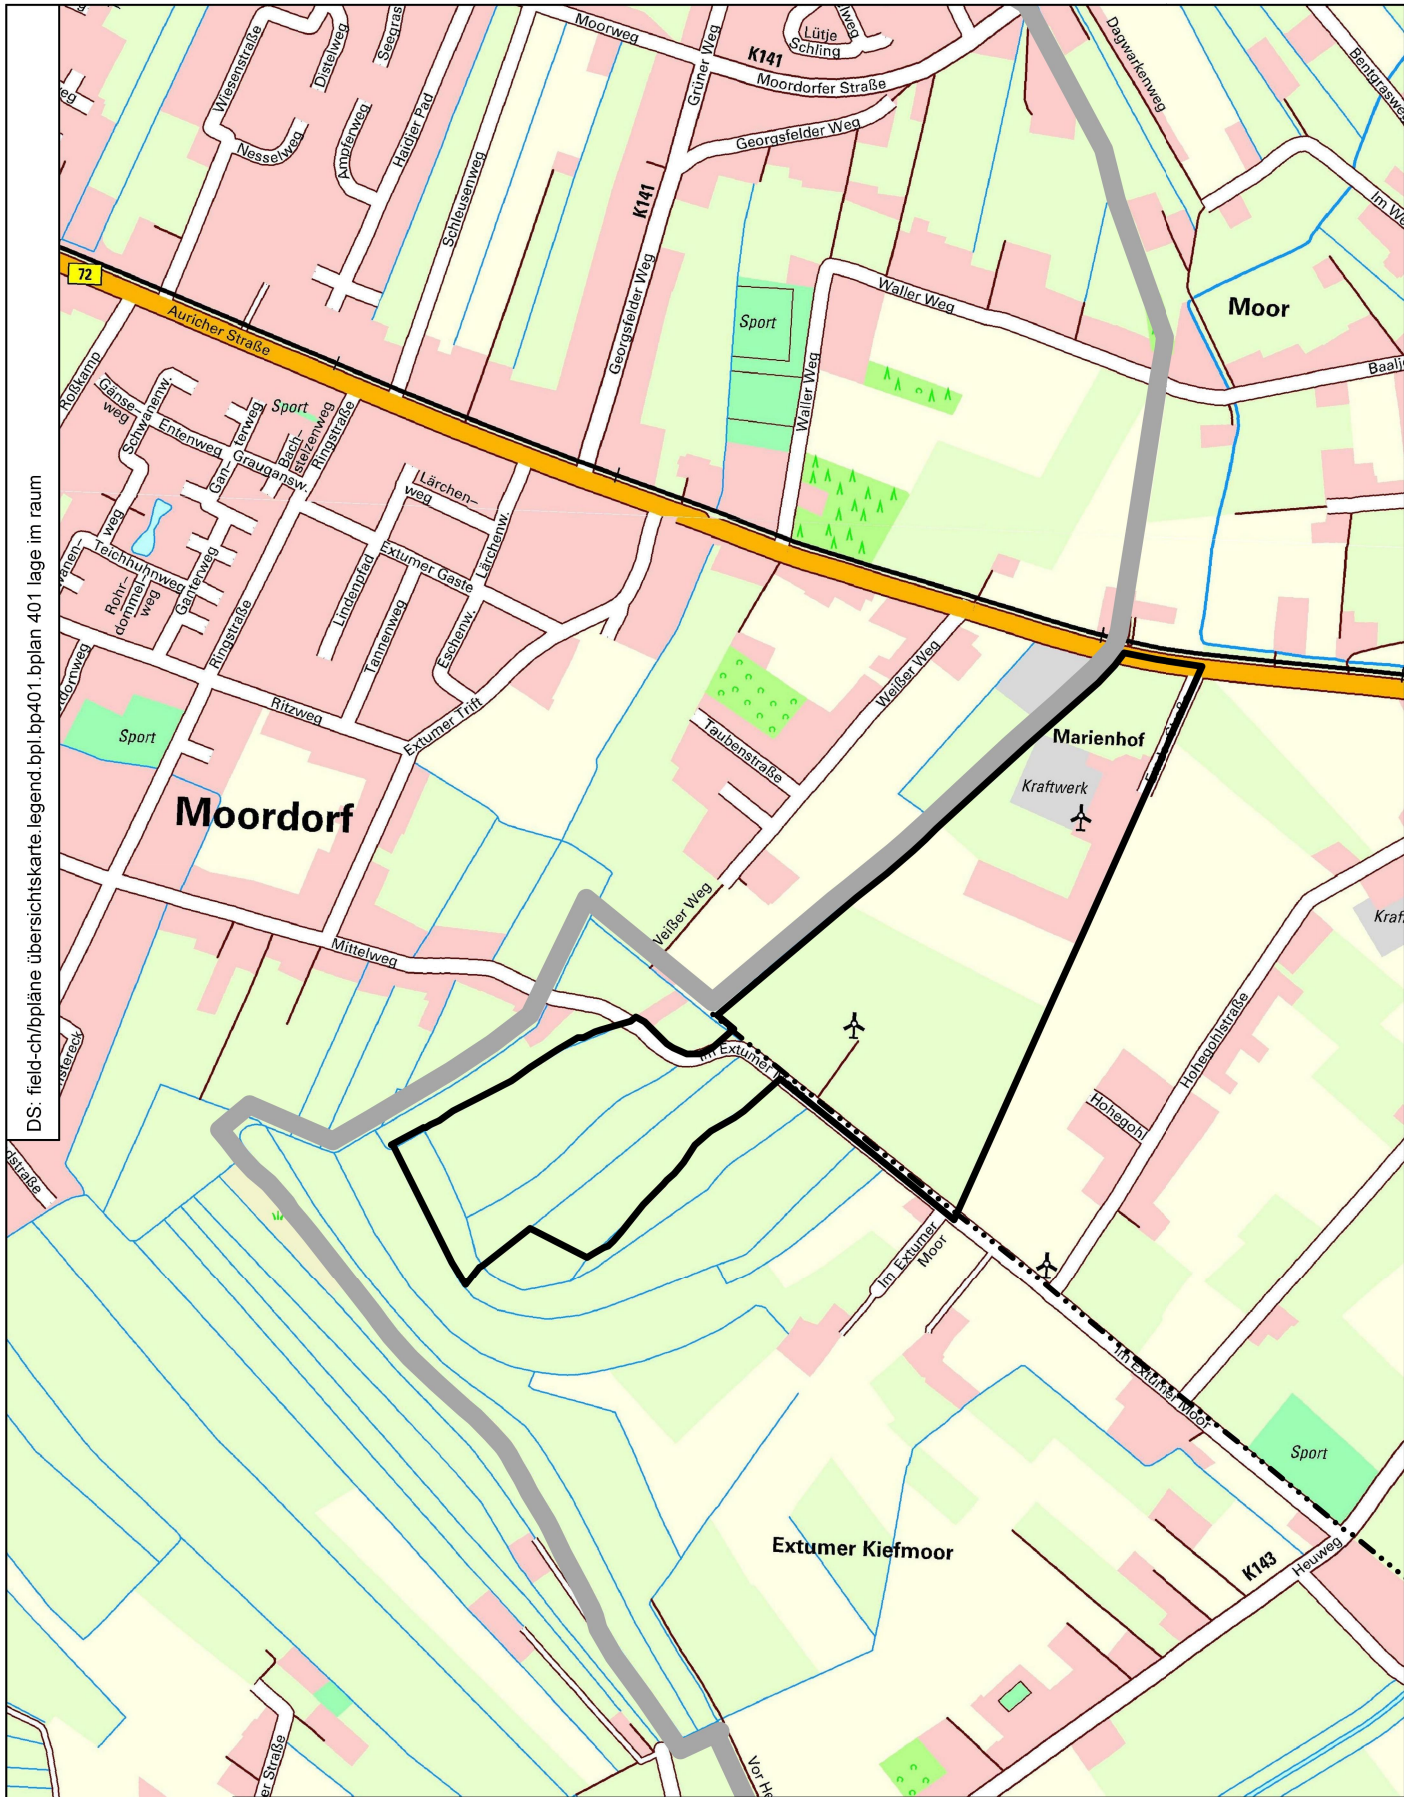 DS: field-ch/bpläne übersichtskarte.legend.bpl.bp401.bplan 401 lage im raum
Moorweg
K141
Moordorfer Straße
Lütje
Schling
Grüner Weg
Georgsfelder Weg
Dagwarkenweg
Wiesenstraße
Distelweg
Nesselweg
Ampferweg
Haidjer Pad
Schleusenweg
K141
Georgsfelder Weg
72
Auricher Straße
Sport
Waller Weg
Waller Weg
Moor
Roßkamp
Gänse-
weg
Schwanenw.
Entenweg
Gan-
terweg
Graugansw.
Bach-
stelzenweg
Sport
Ringstraße
Lärchen-
weg
Lärchenw.
Extumer Gaste
Lindenpfad
Tannenweg
Eschenw.
Teichhuhnweg
Rohr-
dommel-
weg
Ganterweg
Ringstraße
Ritzweg
Extumer Trift
Sport
Moordorf
Weißer Weg
Taubenstraße
Marienhof
Kraftwerk
Mittelweg
Hohegohlstraße
Hohegohl
Im Extumer
Im Extumer
Moor
Im Extumer Moor
Sport
Extumer Kiefmoor
K143
Heuweg